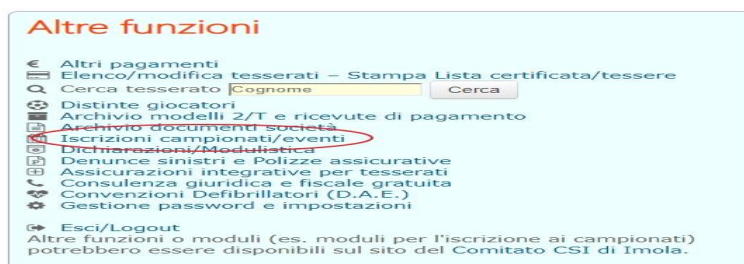 Altre funzioni
€ Altri pagamenti
Elenco/modifica tesserati – Stampa Lista certificata/tessere
Cerca tesserato Cognome Cerca
Distinte giocatori
Archivio modelli 2/T e ricevute di pagamento
Archivio documenti società
Iscrizioni campionati/eventi
Dichiarazioni/Modulistica
Denunce sinistri e Polizze assicurative
Assicurazioni integrative per tesserati
Consulenza giuridica e fiscale gratuita
Convenzioni Defibrillatori (D.A.E.)
Gestione password e impostazioni
Esci/Logout
Altre funzioni o moduli (es. moduli per l'iscrizione ai campionati)
potrebbero essere disponibili sul sito del Comitato CSI di Imola.